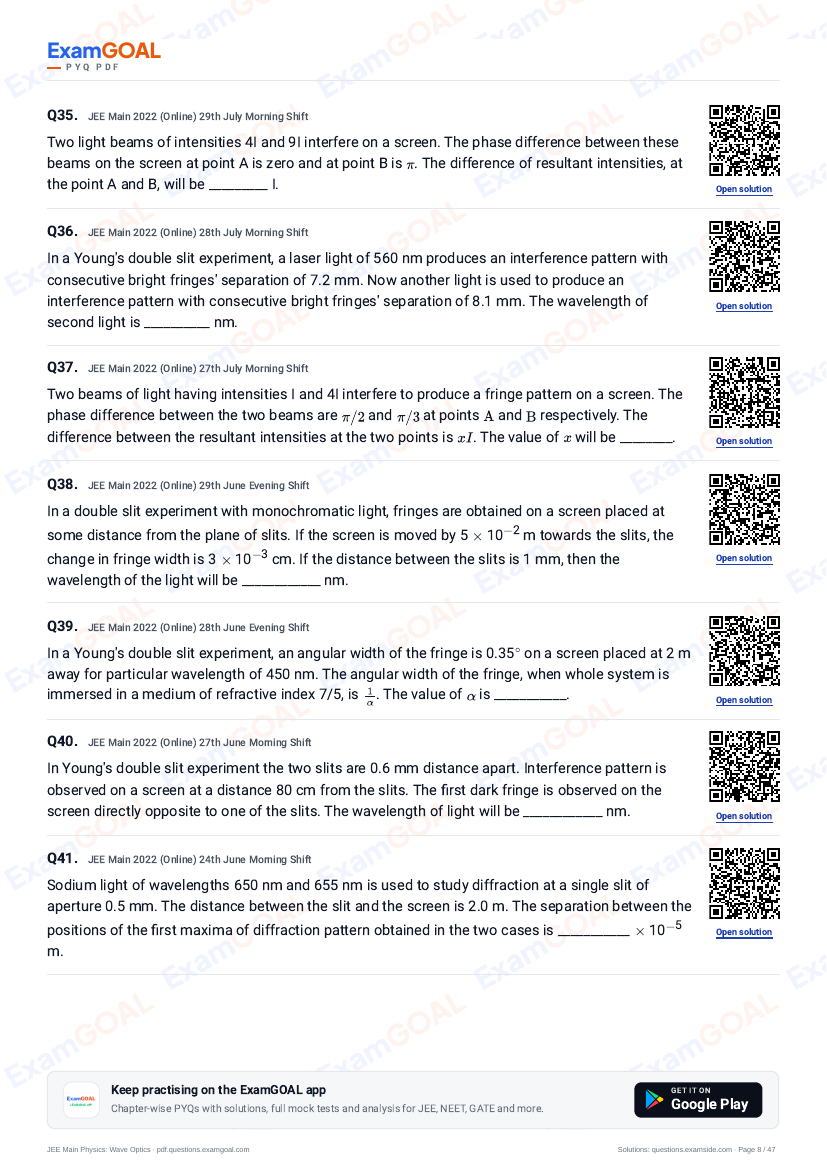 ExamGOAL
PYQ PDF
Q35. JEE Main 2022 (Online) 29th July Morning Shift
Two light beams of intensities 4I and 9I interfere on a screen. The phase difference between these
beams on the screen at point A is zero and at point B is π. The difference of resultant intensities, at
the point A and B, will be _________ I.
Open solution
Q36. JEE Main 2022 (Online) 28th July Morning Shift
In a Young's double slit experiment, a laser light of 560 nm produces an interference pattern with
consecutive bright fringes' separation of 7.2 mm. Now another light is used to produce an
interference pattern with consecutive bright fringes' separation of 8.1 mm. The wavelength of
second light is __________ nm.
Open solution
Q37. JEE Main 2022 (Online) 27th July Morning Shift
Two beams of light having intensities I and 4I interfere to produce a fringe pattern on a screen. The
phase difference between the two beams are π/2 and π/3 at points A and B respectively. The
difference between the resultant intensities at the two points is xI. The value of x will be ________.
Open solution
Q38. JEE Main 2022 (Online) 29th June Evening Shift
In a double slit experiment with monochromatic light, fringes are obtained on a screen placed at
some distance from the plane of slits. If the screen is moved by 5 × 10⁻² m towards the slits, the
change in fringe width is 3 × 10⁻³ cm. If the distance between the slits is 1 mm, then the
wavelength of the light will be ____________ nm.
Open solution
Q39. JEE Main 2022 (Online) 28th June Evening Shift
In a Young's double slit experiment, an angular width of the fringe is 0.35° on a screen placed at 2 m
away for particular wavelength of 450 nm. The angular width of the fringe, when whole system is
immersed in a medium of refractive index 7/5, is 1/α. The value of α is ___________.
Open solution
Q40. JEE Main 2022 (Online) 27th June Morning Shift
In Young's double slit experiment the two slits are 0.6 mm distance apart. Interference pattern is
observed on a screen at a distance 80 cm from the slits. The first dark fringe is observed on the
screen directly opposite to one of the slits. The wavelength of light will be ____________ nm.
Open solution
Q41. JEE Main 2022 (Online) 24th June Morning Shift
Sodium light of wavelengths 650 nm and 655 nm is used to study diffraction at a single slit of
aperture 0.5 mm. The distance between the slit and the screen is 2.0 m. The separation between the
positions of the first maxima of diffraction pattern obtained in the two cases is ___________ × 10⁻⁵
m.
Open solution
Keep practising on the ExamGOAL app
Chapter-wise PYQs with solutions, full mock tests and analysis for JEE, NEET, GATE and more.
ExamGOAL
GET IT ON
Google Play
JEE Main Physics: Wave Optics · pdf.questions.examgoal.com
Solutions: questions.examside.com · Page 8 / 47